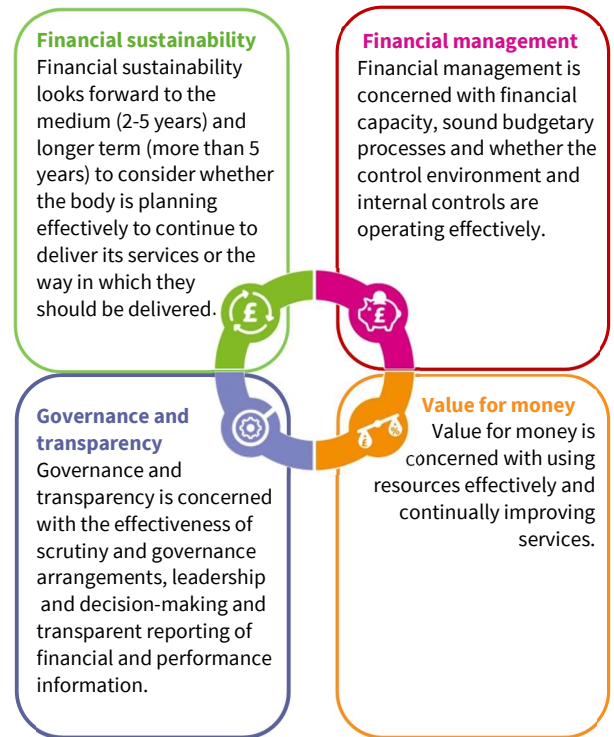 Financial sustainability
Financial sustainability
looks forward to the
medium (2-5 years) and
longer term (more than 5
years) to consider whether
the body is planning
effectively to continue to
deliver its services or the
way in which they
should be delivered.
£
Financial management
Financial management is
concerned with financial
capacity, sound budgetary
processes and whether the
control environment and
internal controls are
operating effectively.
£
Governance and
transparency
Governance and
transparency is concerned
with the effectiveness of
scrutiny and governance
arrangements, leadership
and decision-making and
transparent reporting of
financial and performance
information.
Value for money
Value for money is
concerned with using
resources effectively and
continually improving
services.
£ %